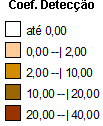 Coef. Detecção
até 0,00
0,00 --| 2,00
2,00 --| 10,00
10,00 --| 20,00
20,00 --| 40,00